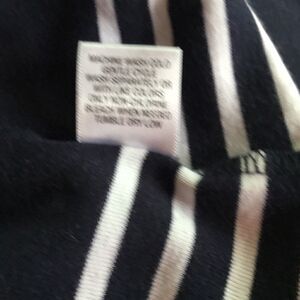 MACHINE WASH COLD
GENTLE CYCLE
WASH SEPARATELY OR
WITH LIKE COLORS
ONLY NON-CHLORINE
BLEACH WHEN NEEDED
TUMBLE DRY LOW